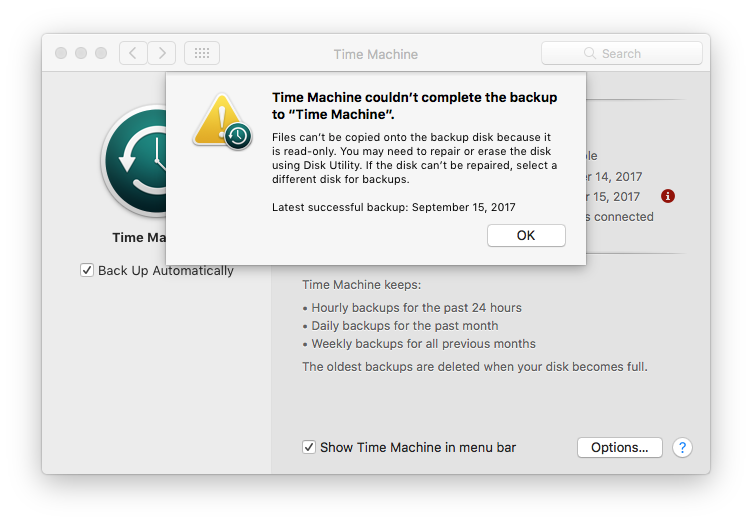 Time Machine
Search
Time Machine couldn't complete the backup
to “Time Machine”.
Files can't be copied onto the backup disk because it
is read-only. You may need to repair or erase the disk
using Disk Utility. If the disk can't be repaired, select a
different disk for backups.
Latest successful backup: September 15, 2017
OK
14, 2017
15, 2017
connected
Time
Back Up Automatically
Time Machine keeps:
• Hourly backups for the past 24 hours
• Daily backups for the past month
• Weekly backups for all previous months
The oldest backups are deleted when your disk becomes full.
Show Time Machine in menu bar
Options...
?